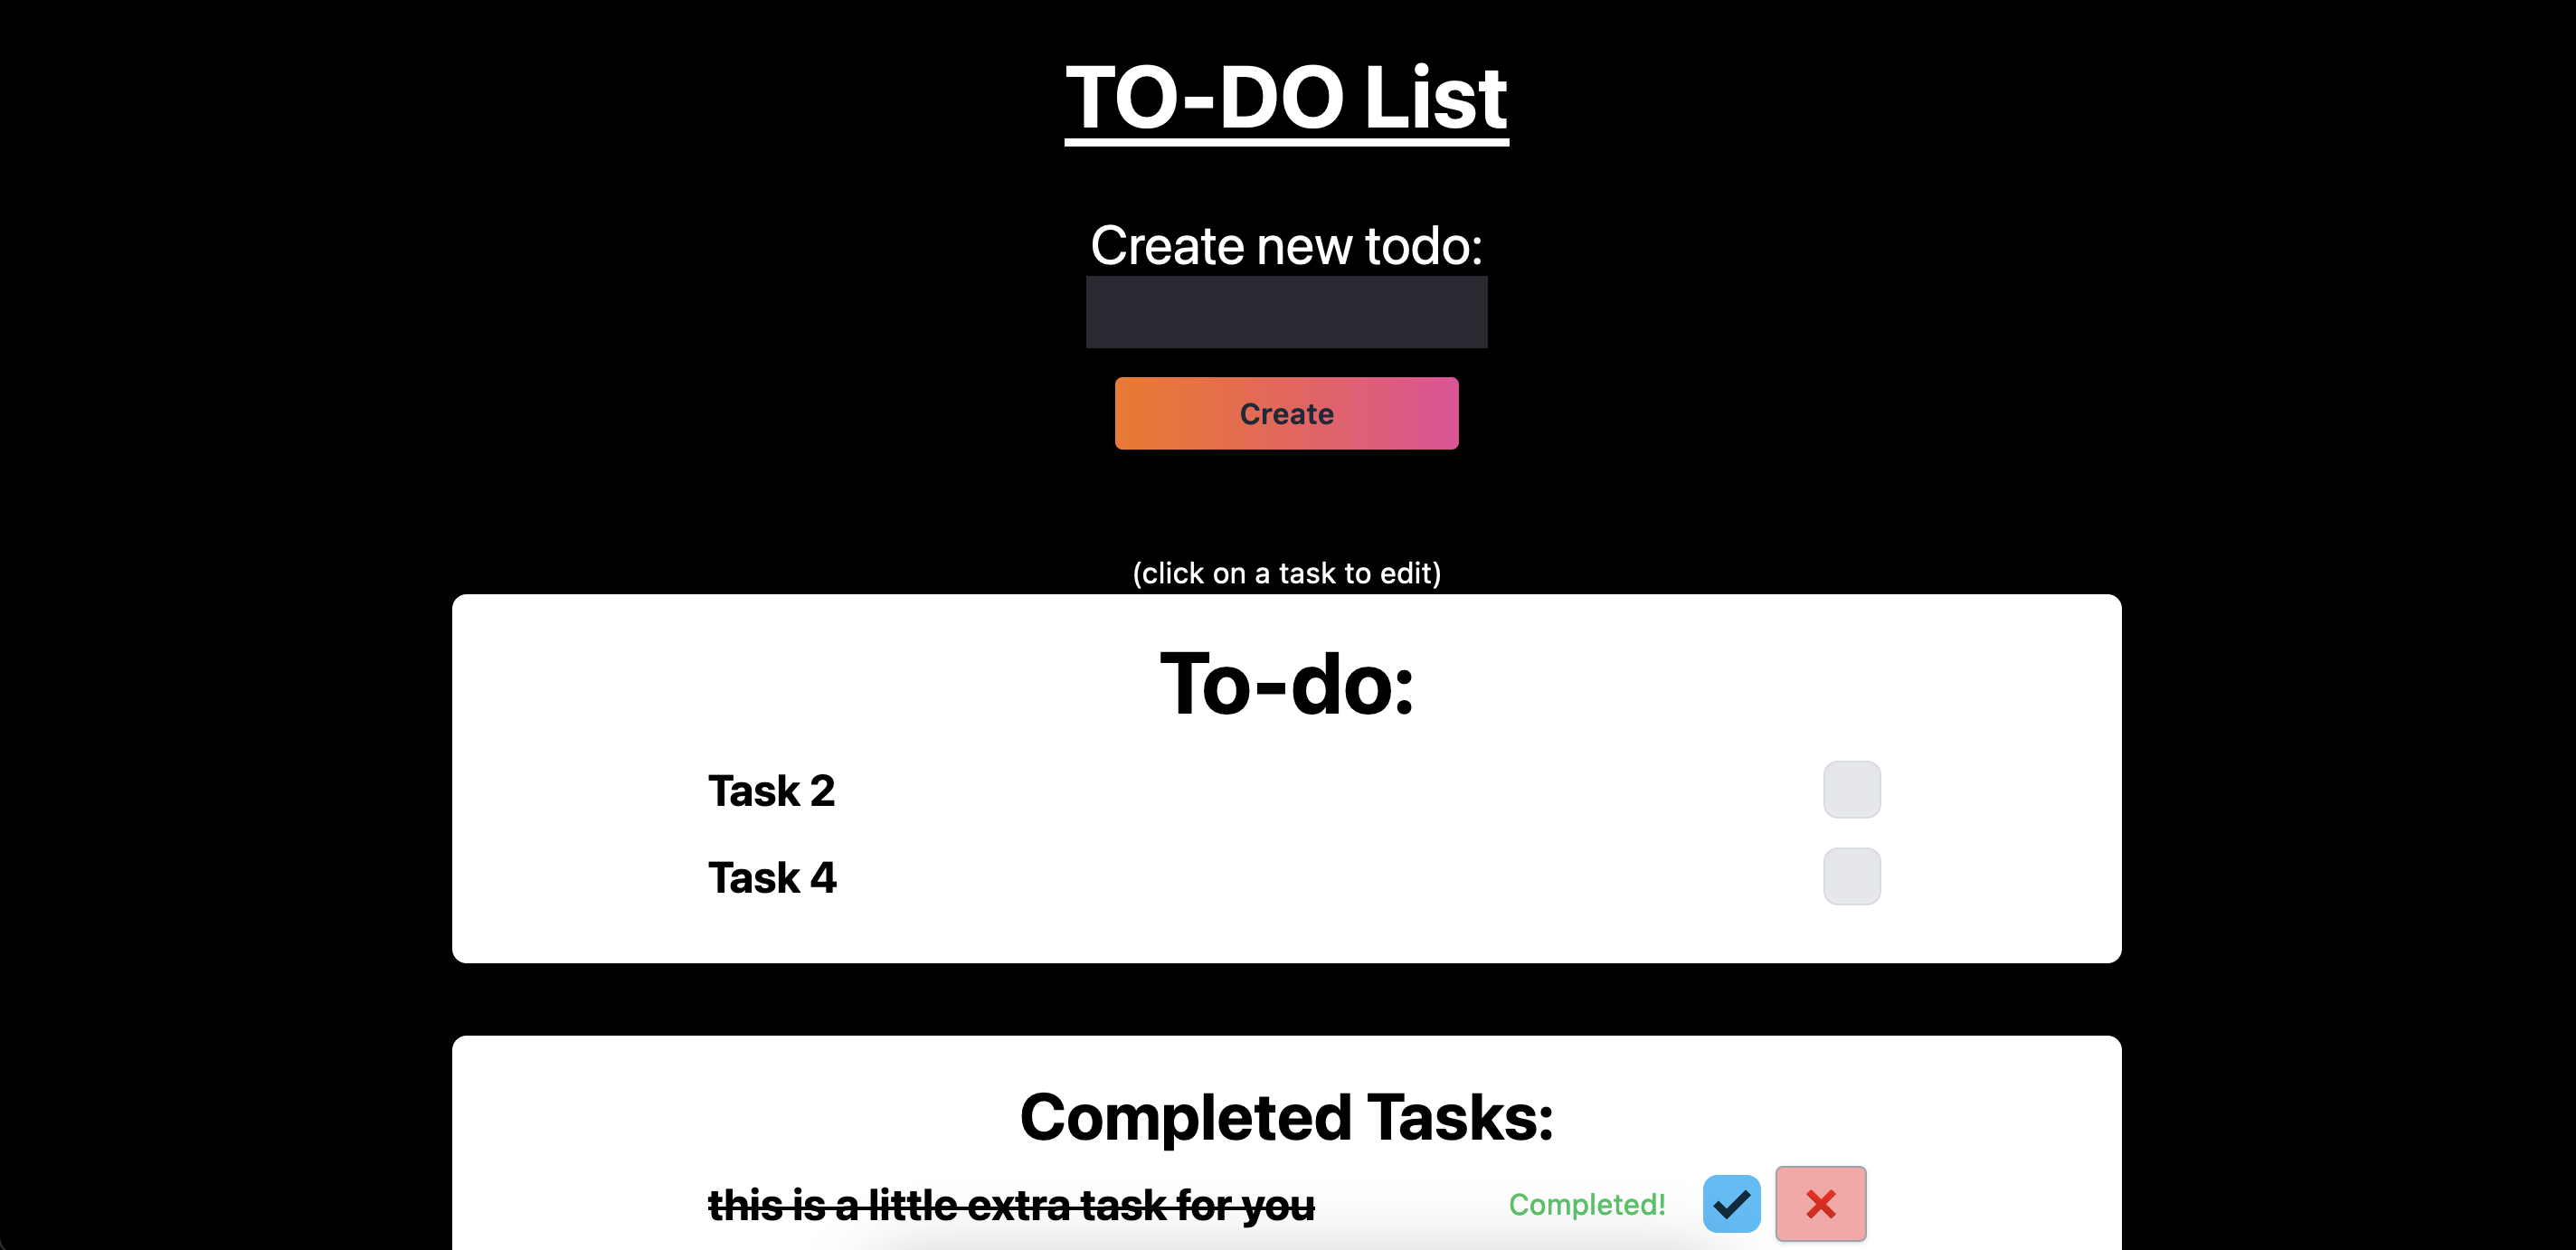 TO-DO List
Create new todo:
Create
(click on a task to edit)
To-do:
Task 2
Task 4
Completed Tasks:
this is a little extra task for you
Completed!